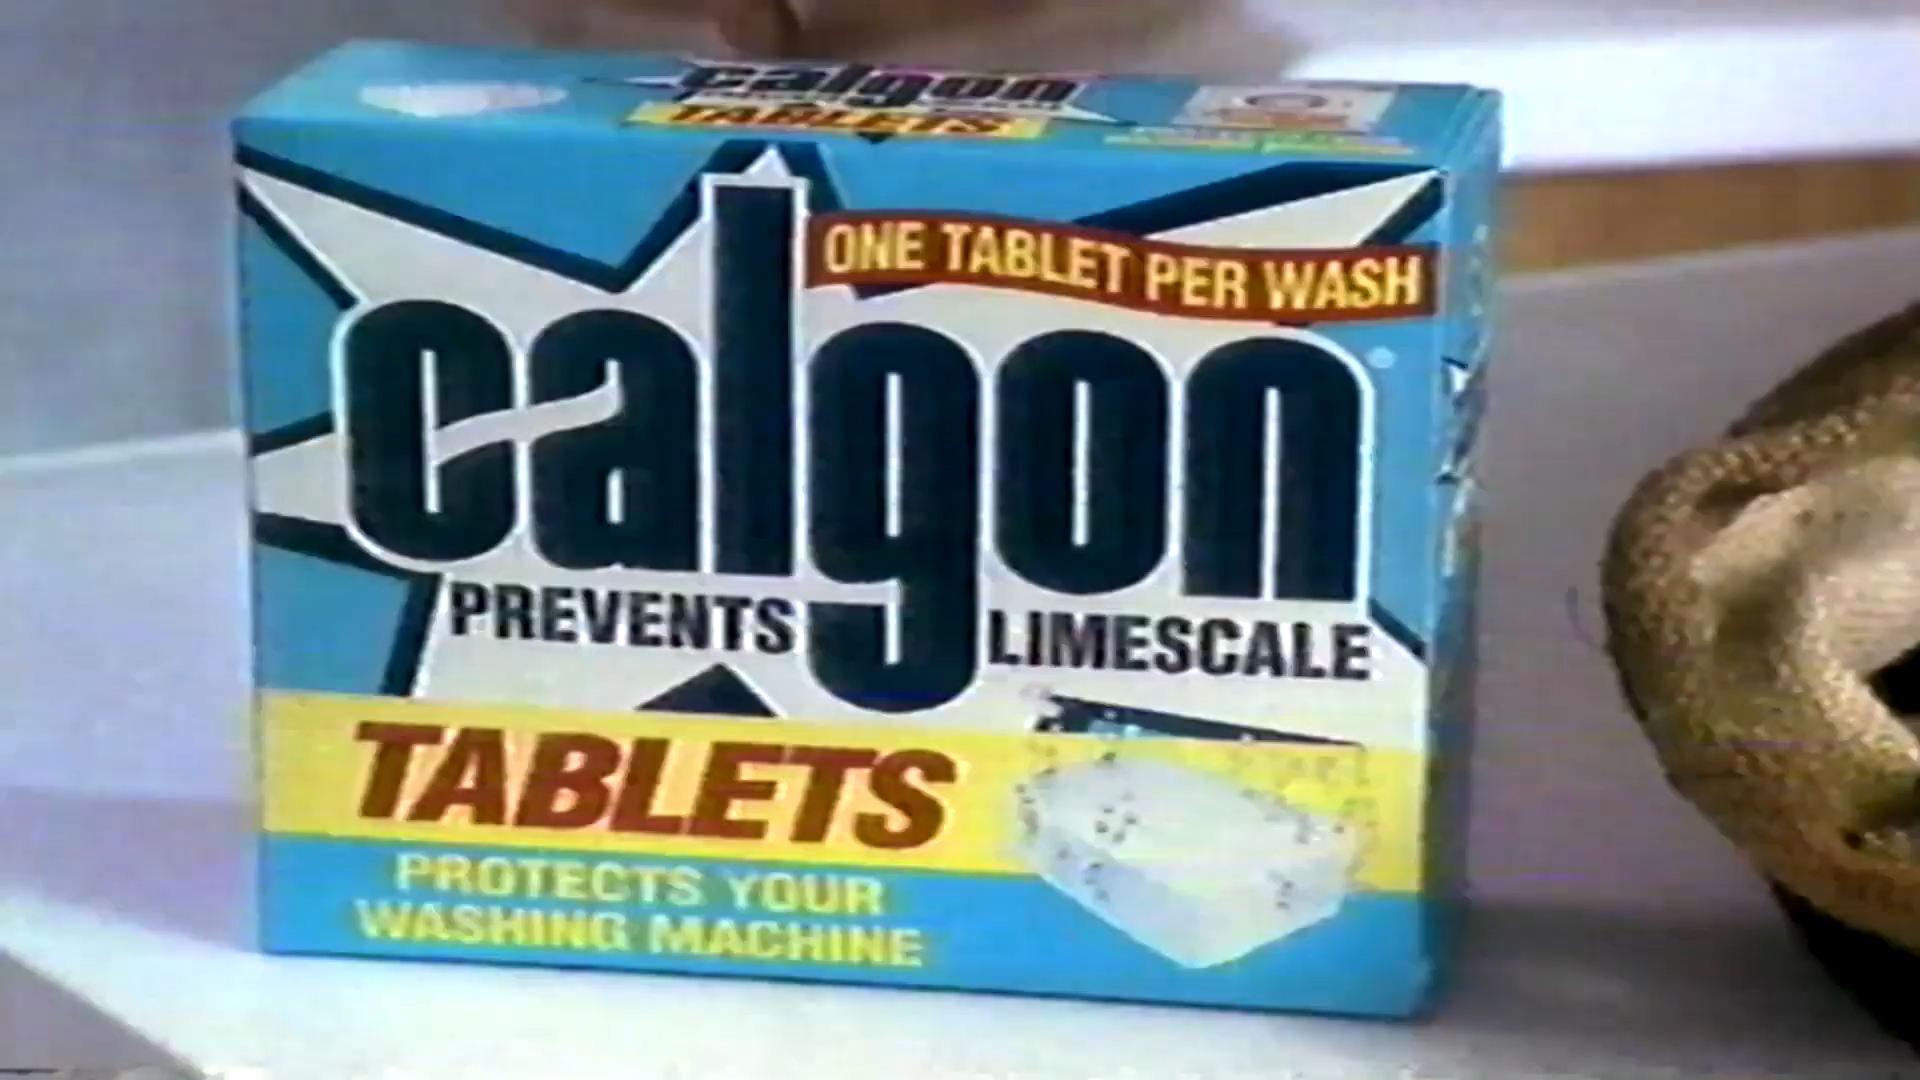 calgon
TABLETS
ONE TABLET PER WASH
calgon®
PREVENTS LIMESCALE
TABLETS
PROTECTS YOUR
WASHING MACHINE